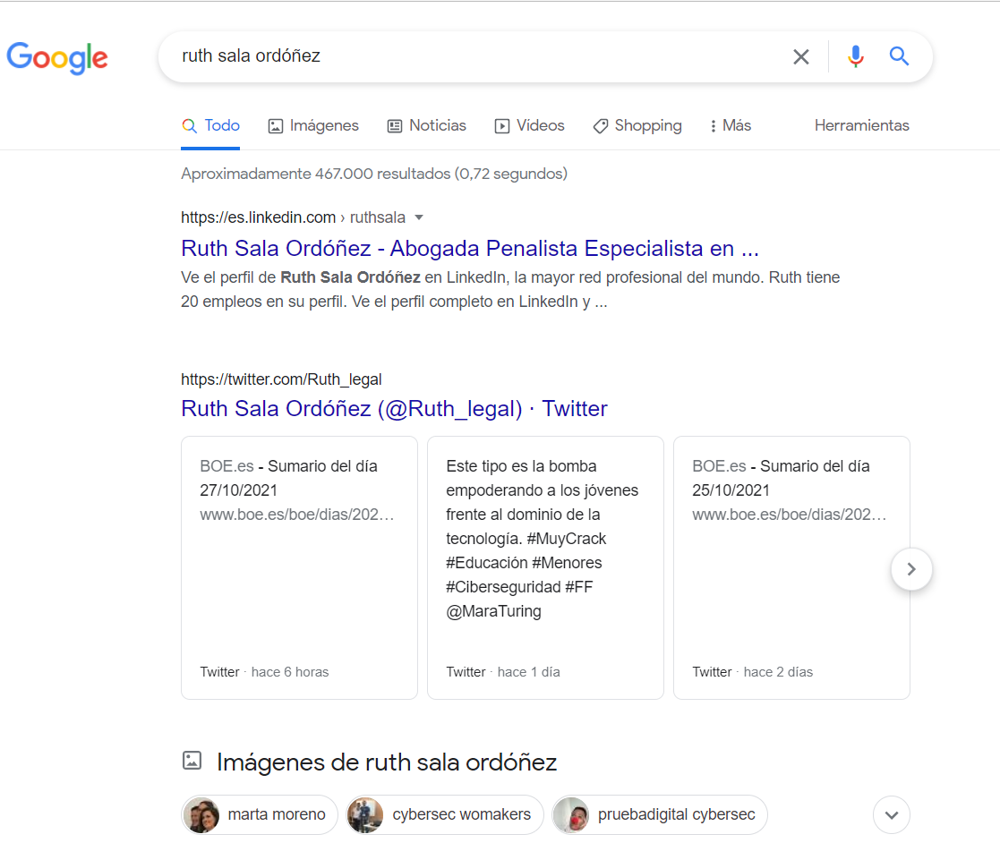 Google
ruth sala ordóñez
Todo
Imágenes
Noticias
Vídeos
Shopping
Más
Herramientas
Aproximadamente 467.000 resultados (0,72 segundos)
https://es.linkedin.com › ruthsala
Ruth Sala Ordóñez - Abogada Penalista Especialista en ...
Ve el perfil de Ruth Sala Ordóñez en LinkedIn, la mayor red profesional del mundo. Ruth tiene
20 empleos en su perfil. Ve el perfil completo en LinkedIn y ...
https://twitter.com/Ruth_legal
Ruth Sala Ordóñez (@Ruth_legal) · Twitter
BOE.es - Sumario del día
27/10/2021
www.boe.es/boe/dias/202…
Twitter · hace 6 horas
Este tipo es la bomba
empoderando a los jóvenes
frente al dominio de la
tecnología. #MuyCrack
#Educación #Menores
#Ciberseguridad #FF
@MaraTuring
Twitter · hace 1 día
BOE.es - Sumario del día
25/10/2021
www.boe.es/boe/dias/202…
Twitter · hace 2 días
Imágenes de ruth sala ordóñez
marta moreno
cybersec womakers
pruebadigital cybersec